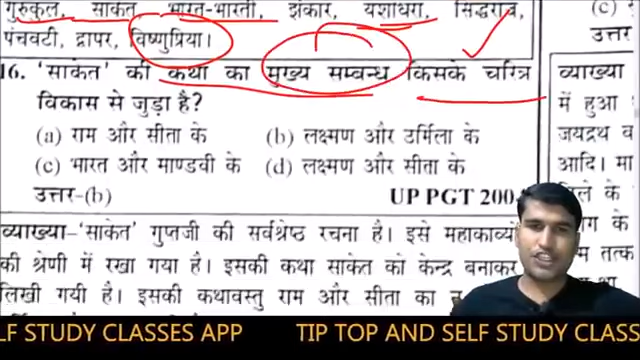 गुरुकुल, साकेत भारत-भारती, झंकार, यशोधरा, सिद्धराज,
पंचवटी, द्वापर, विष्णुप्रिया।
16. 'साकेत' की कथा का मुख्य सम्बन्ध किसके चरित्र
विकास से जुड़ा है?
(a) राम और सीता के (b) लक्ष्मण और उर्मिला के
(c) भारत और माण्डवी के (d) लक्ष्मण और सीता के
उत्तर-(b) UP PGT 200
व्याख्या–'साकेत' गुप्तजी की सर्वश्रेष्ठ रचना है। इसे महाकाव्यों
की श्रेणी में रखा गया है। इसकी कथा साकेत को केन्द्र बनाकर
लिखी गयी है। इसकी कथावस्तु राम और सीता का न
(c)
उत्तर
व्याख्या
में हुआ
जयद्रथ व
आदि। मा
के
ग के
तत्क
LF STUDY CLASSES APP TIP TOP AND SELF STUDY CLASS